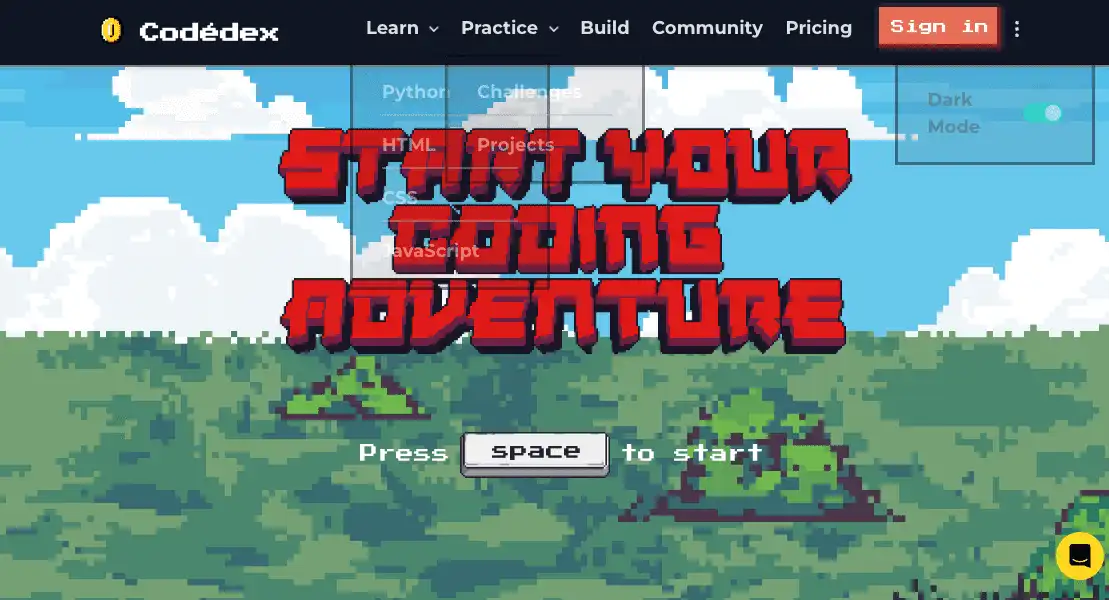 Codédex
Learn
Practice
Build
Community
Pricing
Sign in
Python
Challenges
HTML
Projects
CSS
JavaScript
Dark
Mode
START YOUR
CODING
ADVENTURE
Press space to start